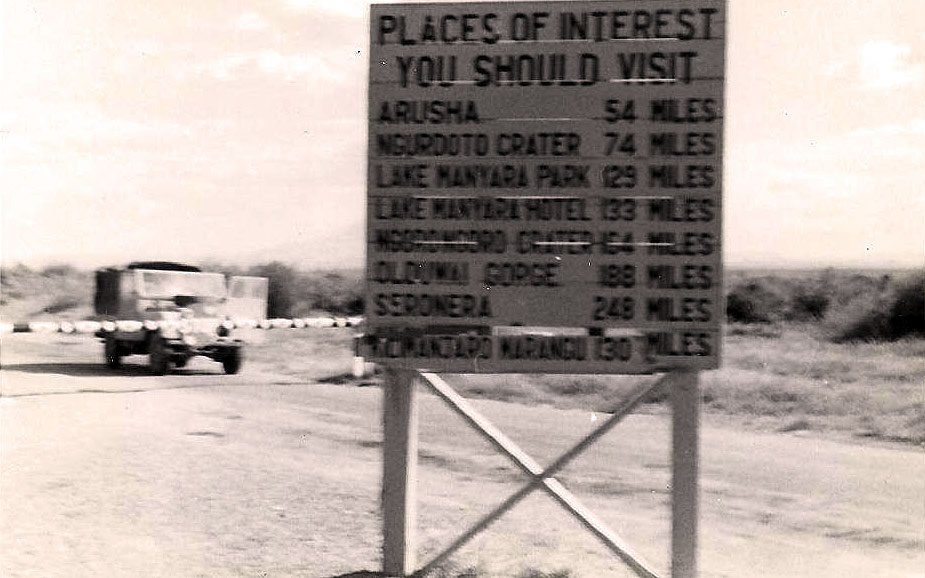 PLACES OF INTEREST
YOU SHOULD VISIT
ARUSHA 54 MILES
NGURDOTO CRATER 74 MILES
LAKE MANYARA PARK 129 MILES
LAKE MANYARA HOTEL 133 MILES
NGORONGORO CRATER 164 MILES
OLDUWAI GORGE 188 MILES
SERONERA 248 MILES
KILIMANJARO MARANGU 130 MILES